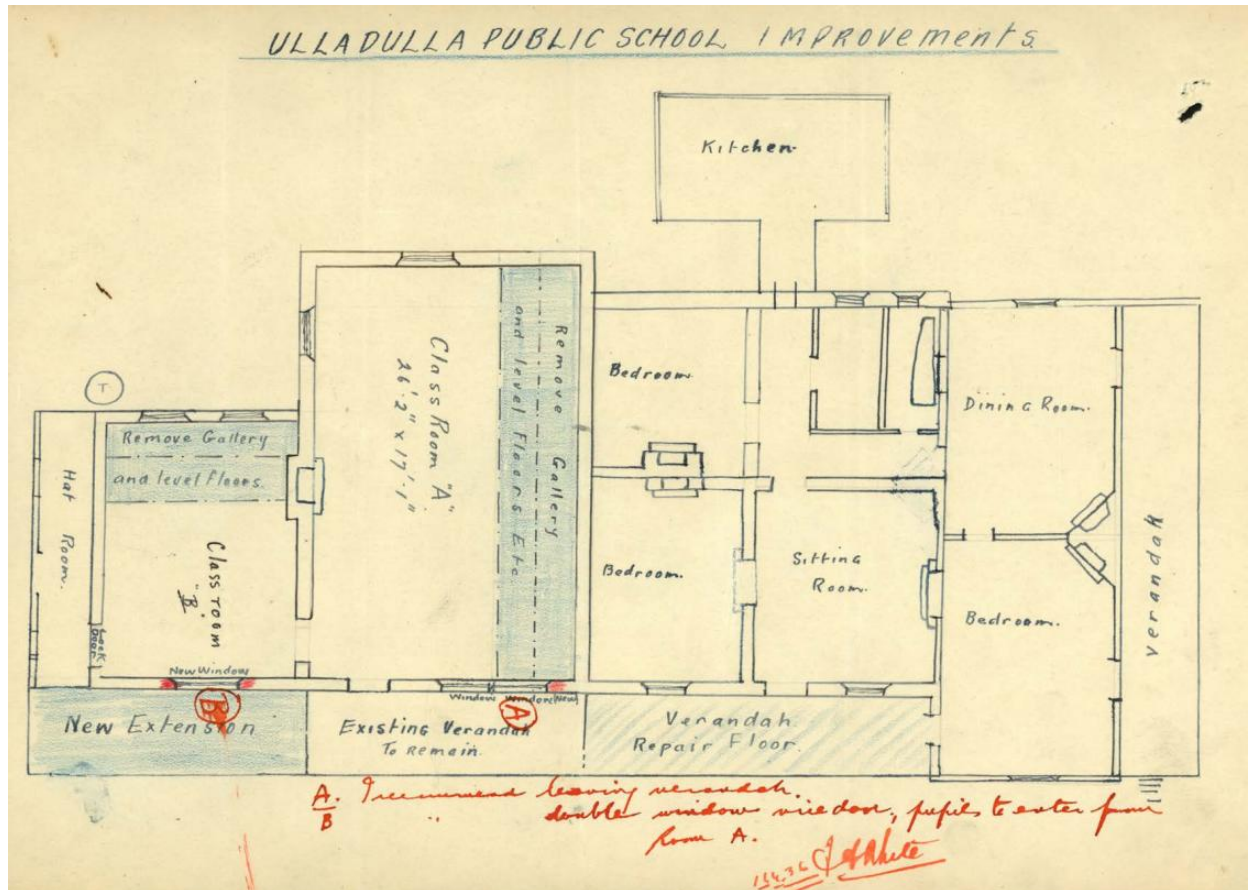 ULLADULLA PUBLIC SCHOOL IMPROVEMENTS
Kitchen
Class Room "A"
26'·2" x 17'·1"
Remove Gallery
and level Floors Etc.
Bedroom
Dining Room
T
Remove Gallery
and level Floors.
Hat Room.
Class room
"B"
Bedroom.
Sitting
Room.
Bedroom.
Verandah
New Window
Window
Window (New)
B
A
New Extension
Existing Verandah
To Remain.
Verandah.
Repair Floor.
A. I recommend leaving verandah.
B " double window vice door, pupils to enter from
Room A.
J A White